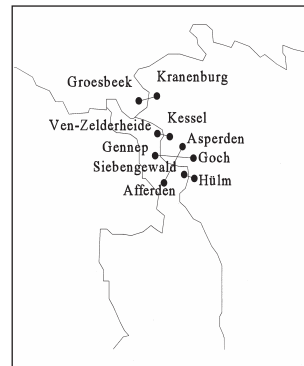 Kranenburg
Groesbeek
Kessel
Ven-Zelderheide
Asperden
Gennep
Goch
Siebengewald
Hülm
Afferden